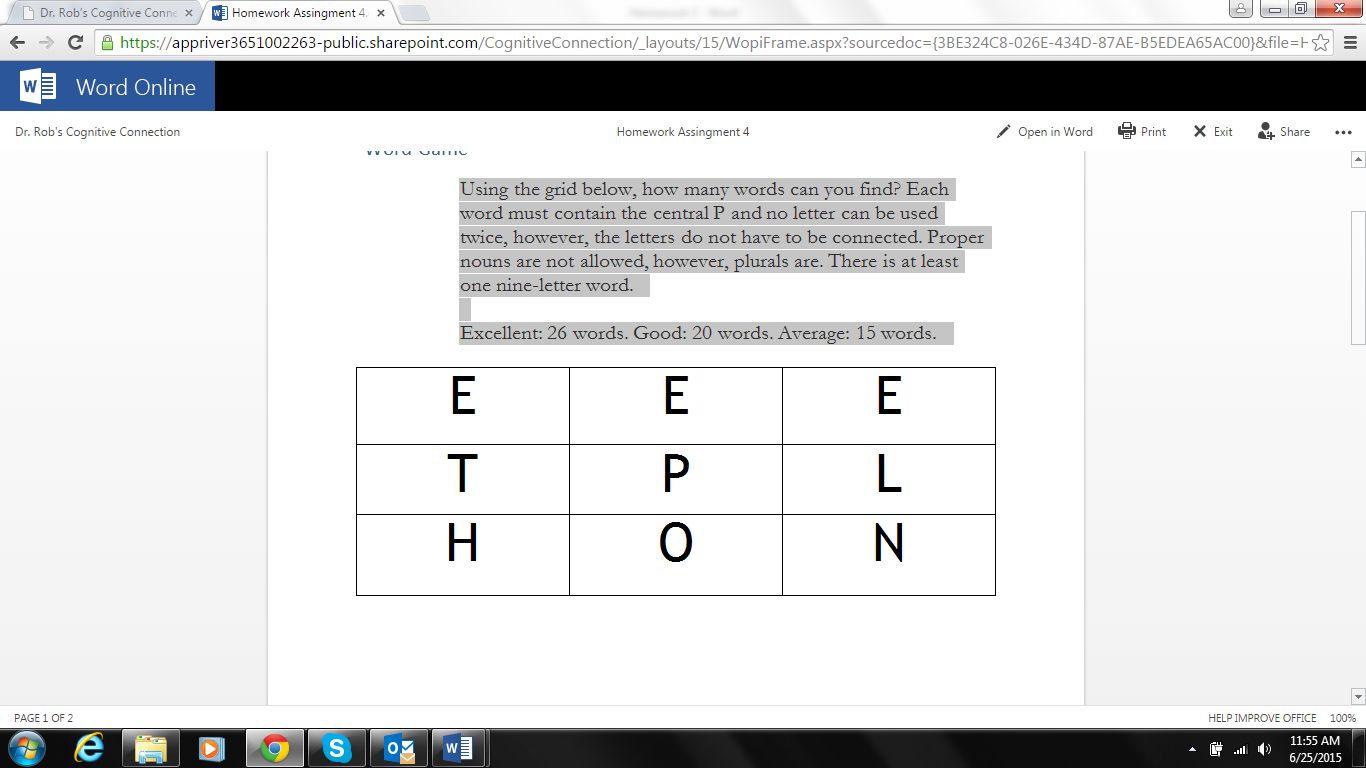 Dr. Rob's Cognitive Conne
Homework Assingment 4.
https://appriver3651002263-public.sharepoint.com/CognitiveConnection/_layouts/15/WopiFrame.aspx?sourcedoc={3BE324C8-026E-434D-87AE-B5EDEA65AC00}&file=H
Word Online
Dr. Rob's Cognitive Connection
Homework Assingment 4
Open in Word
Print
Exit
Share
Word Game
Using the grid below, how many words can you find? Each
word must contain the central P and no letter can be used
twice, however, the letters do not have to be connected. Proper
nouns are not allowed, however, plurals are. There is at least
one nine-letter word.
Excellent: 26 words. Good: 20 words. Average: 15 words.
E E E
T P L
H O N
PAGE 1 OF 2
HELP IMPROVE OFFICE 100%
11:55 AM
6/25/2015